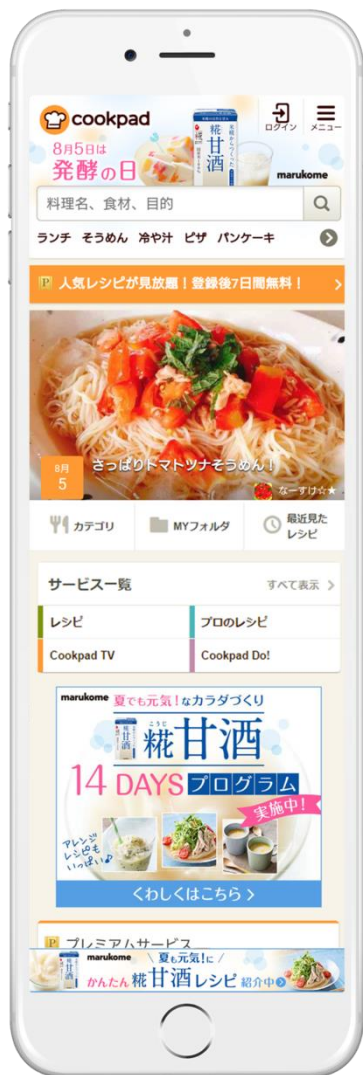 cookpad
ログイン
メニュー
8月5日は
発酵の日
糀甘酒
marukome
料理名、食材、目的
ランチ そうめん 冷や汁 ピザ パンケーキ
P 人気レシピが見放題！登録後7日間無料！
8月
5
さっぱりトマトツナそうめん！
なーすけ☆★
カテゴリ
MYフォルダ
最近見た
レシピ
サービス一覧
すべて表示
レシピ
プロのレシピ
Cookpad TV
Cookpad Do!
marukome 夏でも元気！なカラダづくり
こうじ
糀甘酒
糀甘酒
14 DAYS プログラム
実施中！
アレンジ
レシピも
いっぱい♪
くわしくはこちら
P プレミアムサービス
marukome \ 夏も元気！に /
かんたん 糀甘酒レシピ 紹介中